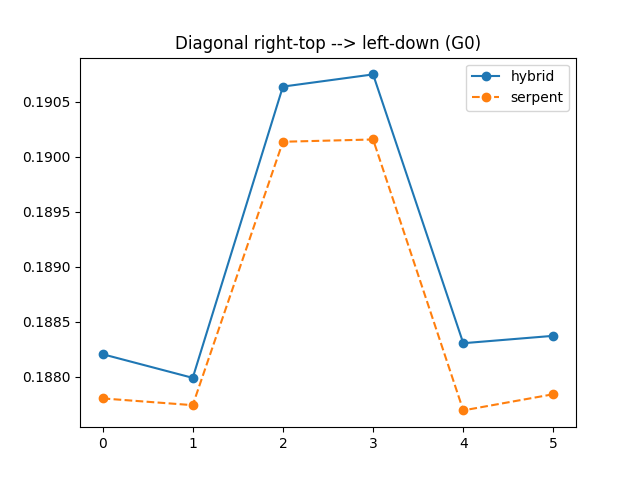 Diagonal right-top --> left-down (G0)
hybrid
serpent
0.1905
0.1900
0.1895
0.1890
0.1885
0.1880
0 1 2 3 4 5